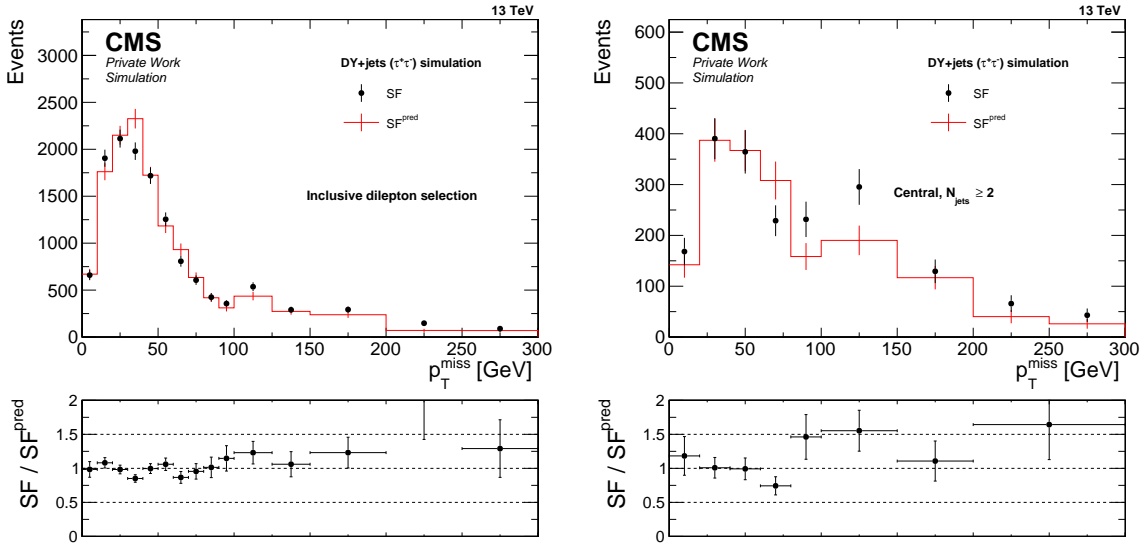 13 TeV
CMS
Private Work
Simulation
DY+jets (τ⁺τ⁻) simulation
SF
SF^pred
Inclusive dilepton selection
Events
3000
2500
2000
1500
1000
500
0
0 50 100 150 200 250 300
p_T^miss [GeV]
SF / SF^pred
2
1.5
1
0.5
0
13 TeV
CMS
Private Work
Simulation
DY+jets (τ⁺τ⁻) simulation
SF
SF^pred
Central, N_jets ≥ 2
Events
600
500
400
300
200
100
0
0 50 100 150 200 250 300
p_T^miss [GeV]
SF / SF^pred
2
1.5
1
0.5
0